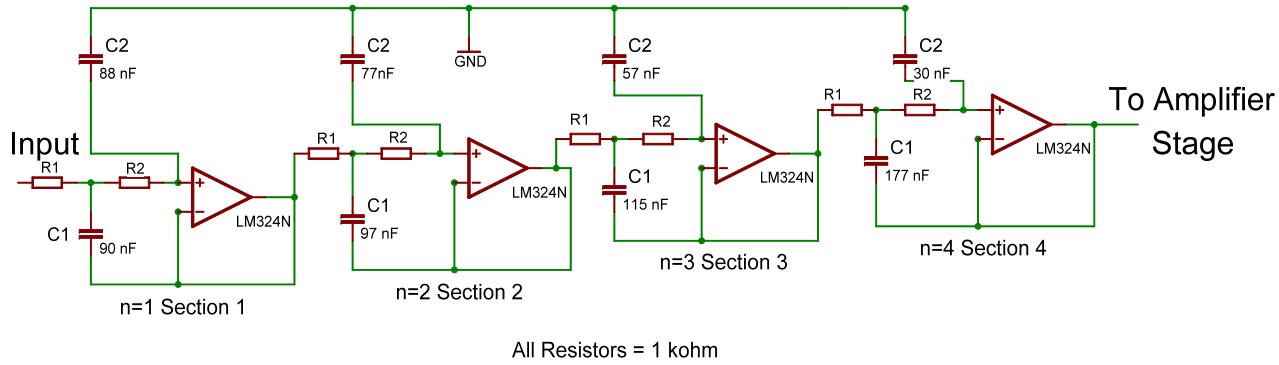 C2
88 nF
C2
77nF
GND
C2
57 nF
C2
30 nF
Input
R1
R2
C1
90 nF
+
−
LM324N
n=1 Section 1
R1
R2
C1
97 nF
+
−
LM324N
n=2 Section 2
R1
R2
C1
115 nF
+
−
LM324N
n=3 Section 3
R1
R2
C1
177 nF
+
−
LM324N
n=4 Section 4
To Amplifier
Stage
All Resistors = 1 kohm